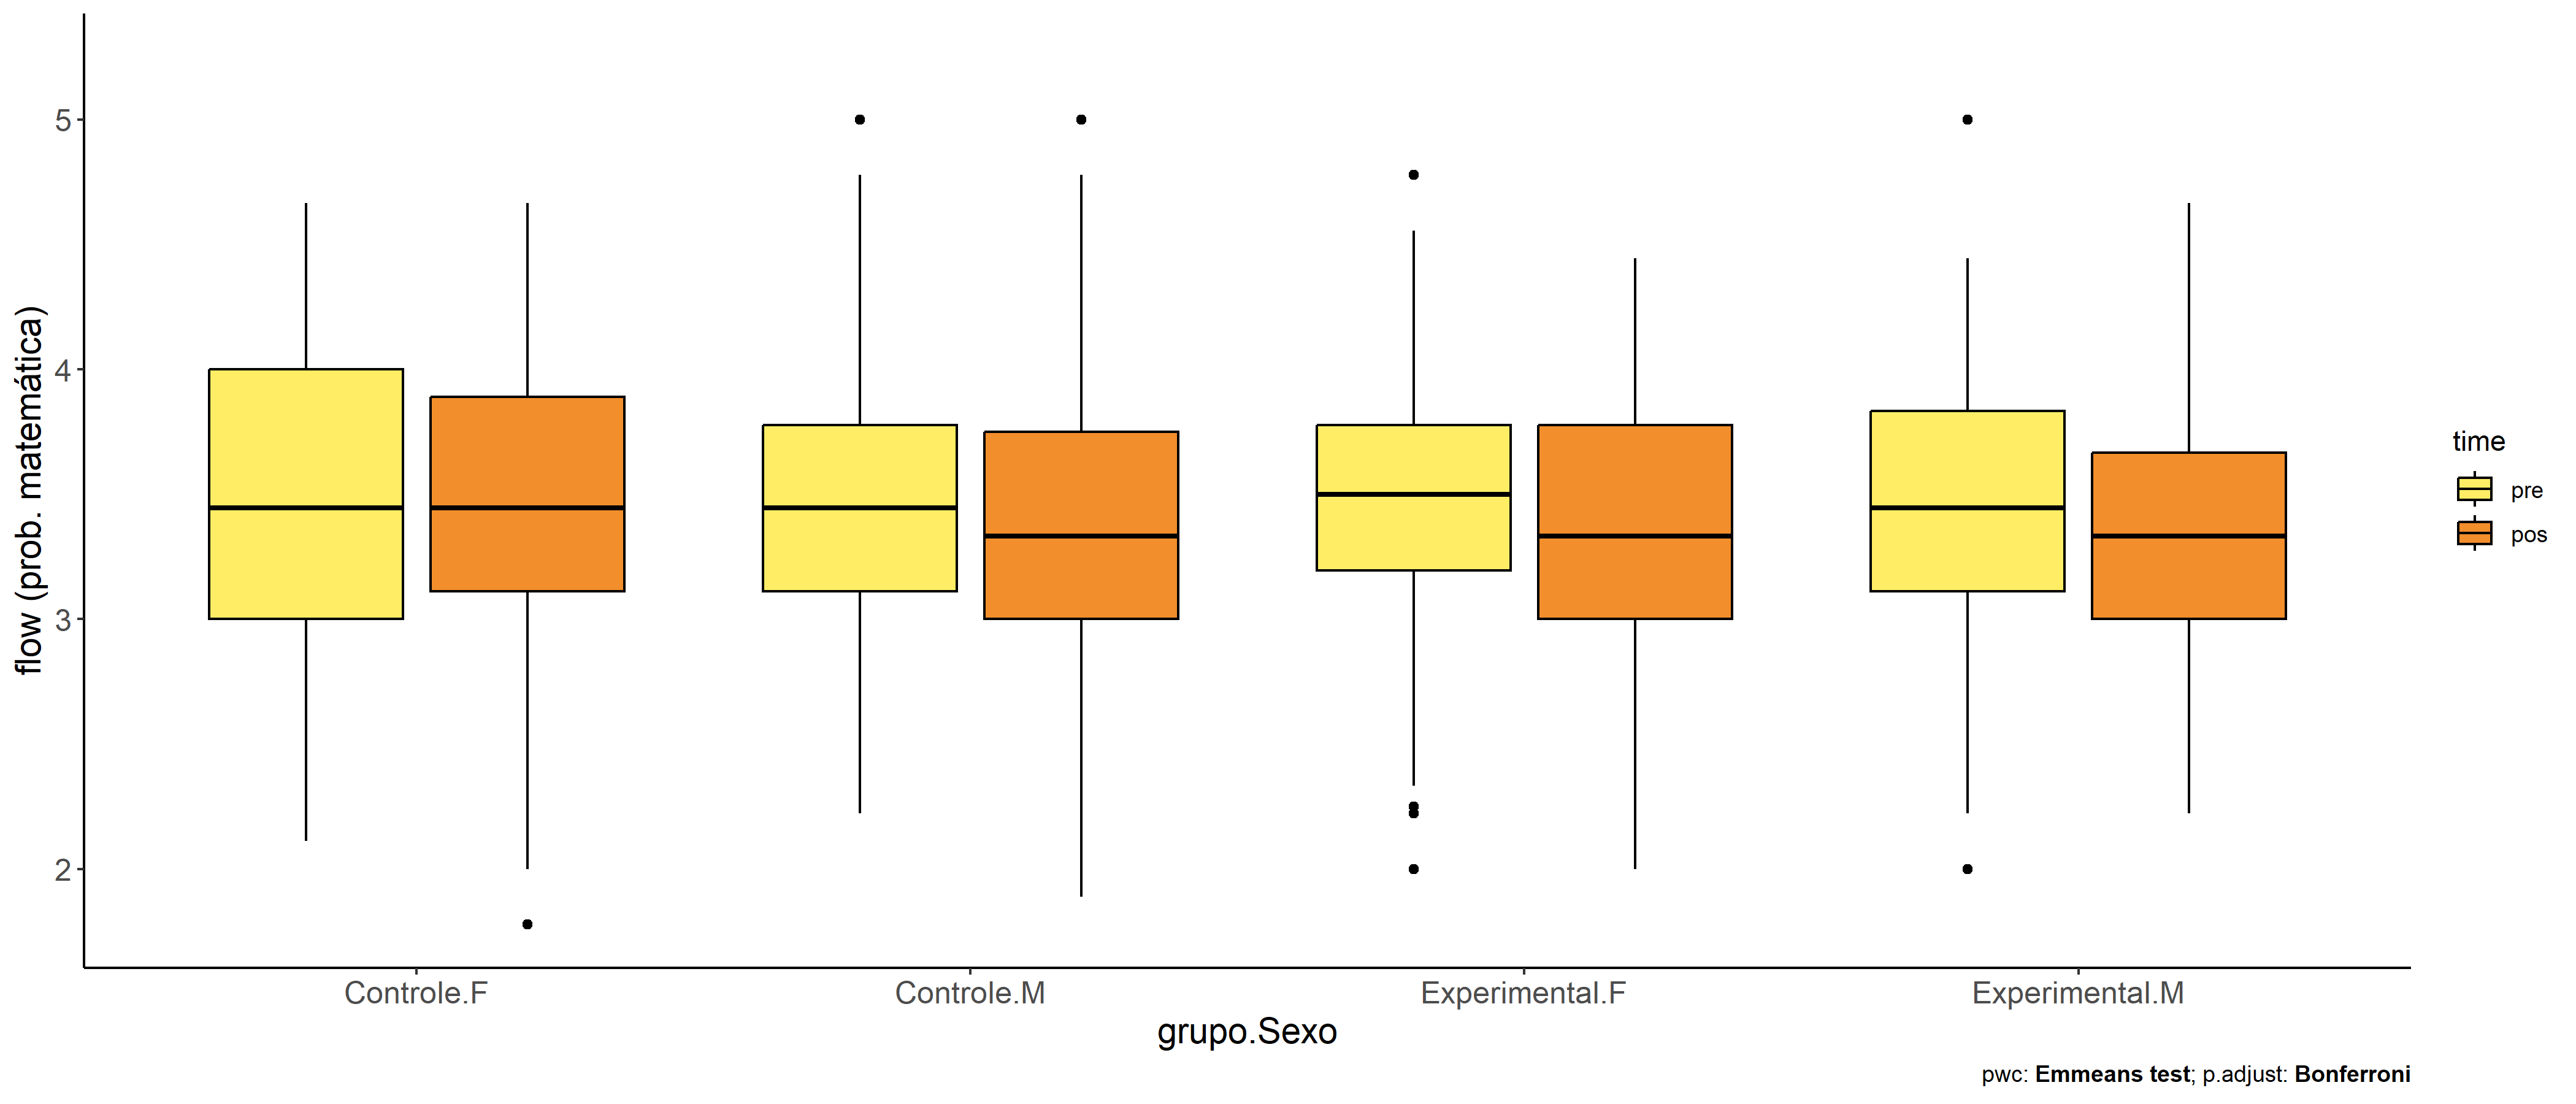 flow (prob. matemática)
5
4
3
2
Controle.F
Controle.M
Experimental.F
Experimental.M
grupo.Sexo
time
pre
pos
pwc: Emmeans test; p.adjust: Bonferroni